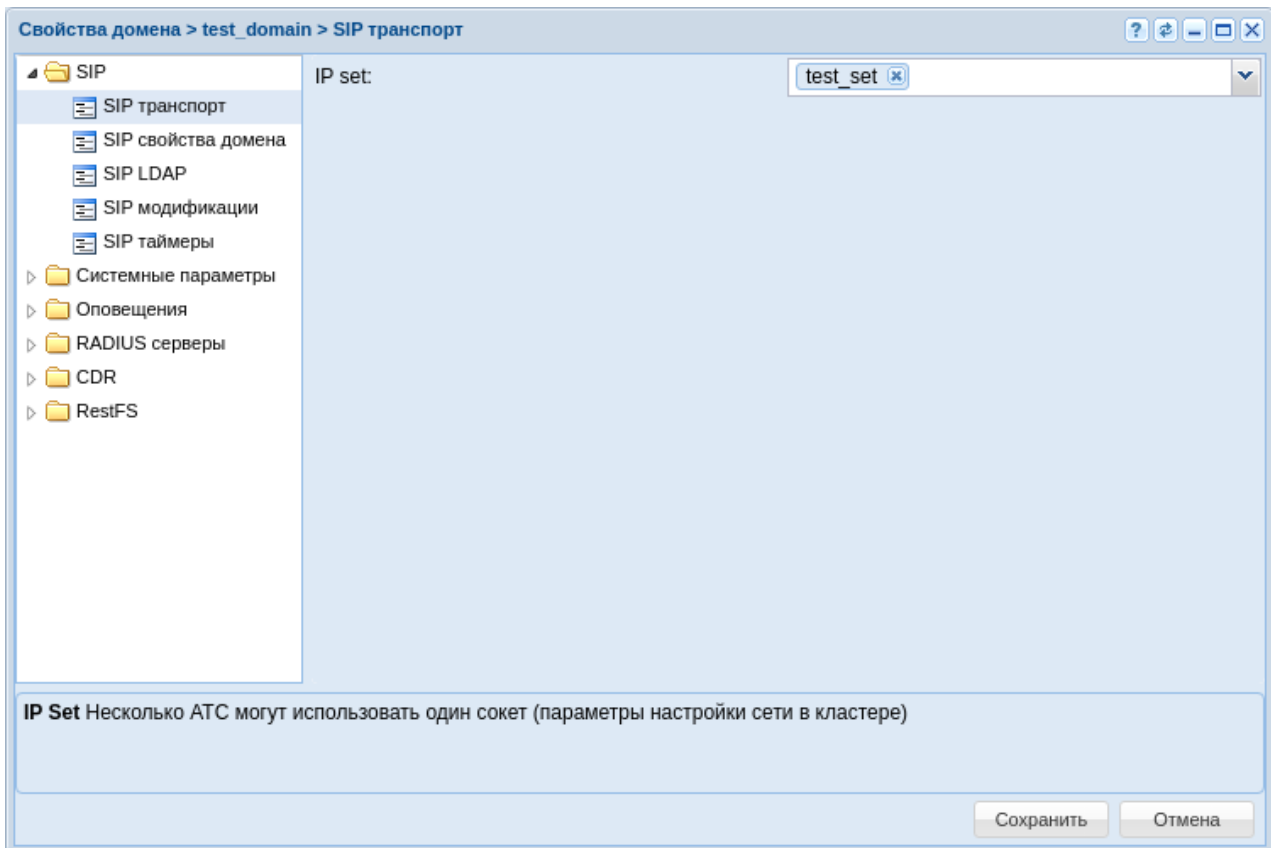 Свойства домена > test_domain > SIP транспорт
SIP
SIP транспорт
SIP свойства домена
SIP LDAP
SIP модификации
SIP таймеры
Системные параметры
Оповещения
RADIUS серверы
CDR
RestFS
IP set:
test_set
IP Set Несколько АТС могут использовать один сокет (параметры настройки сети в кластере)
Сохранить
Отмена